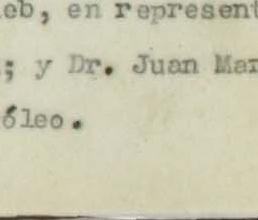 eb, en represent
; y Dr. Juan Mar
óleo.